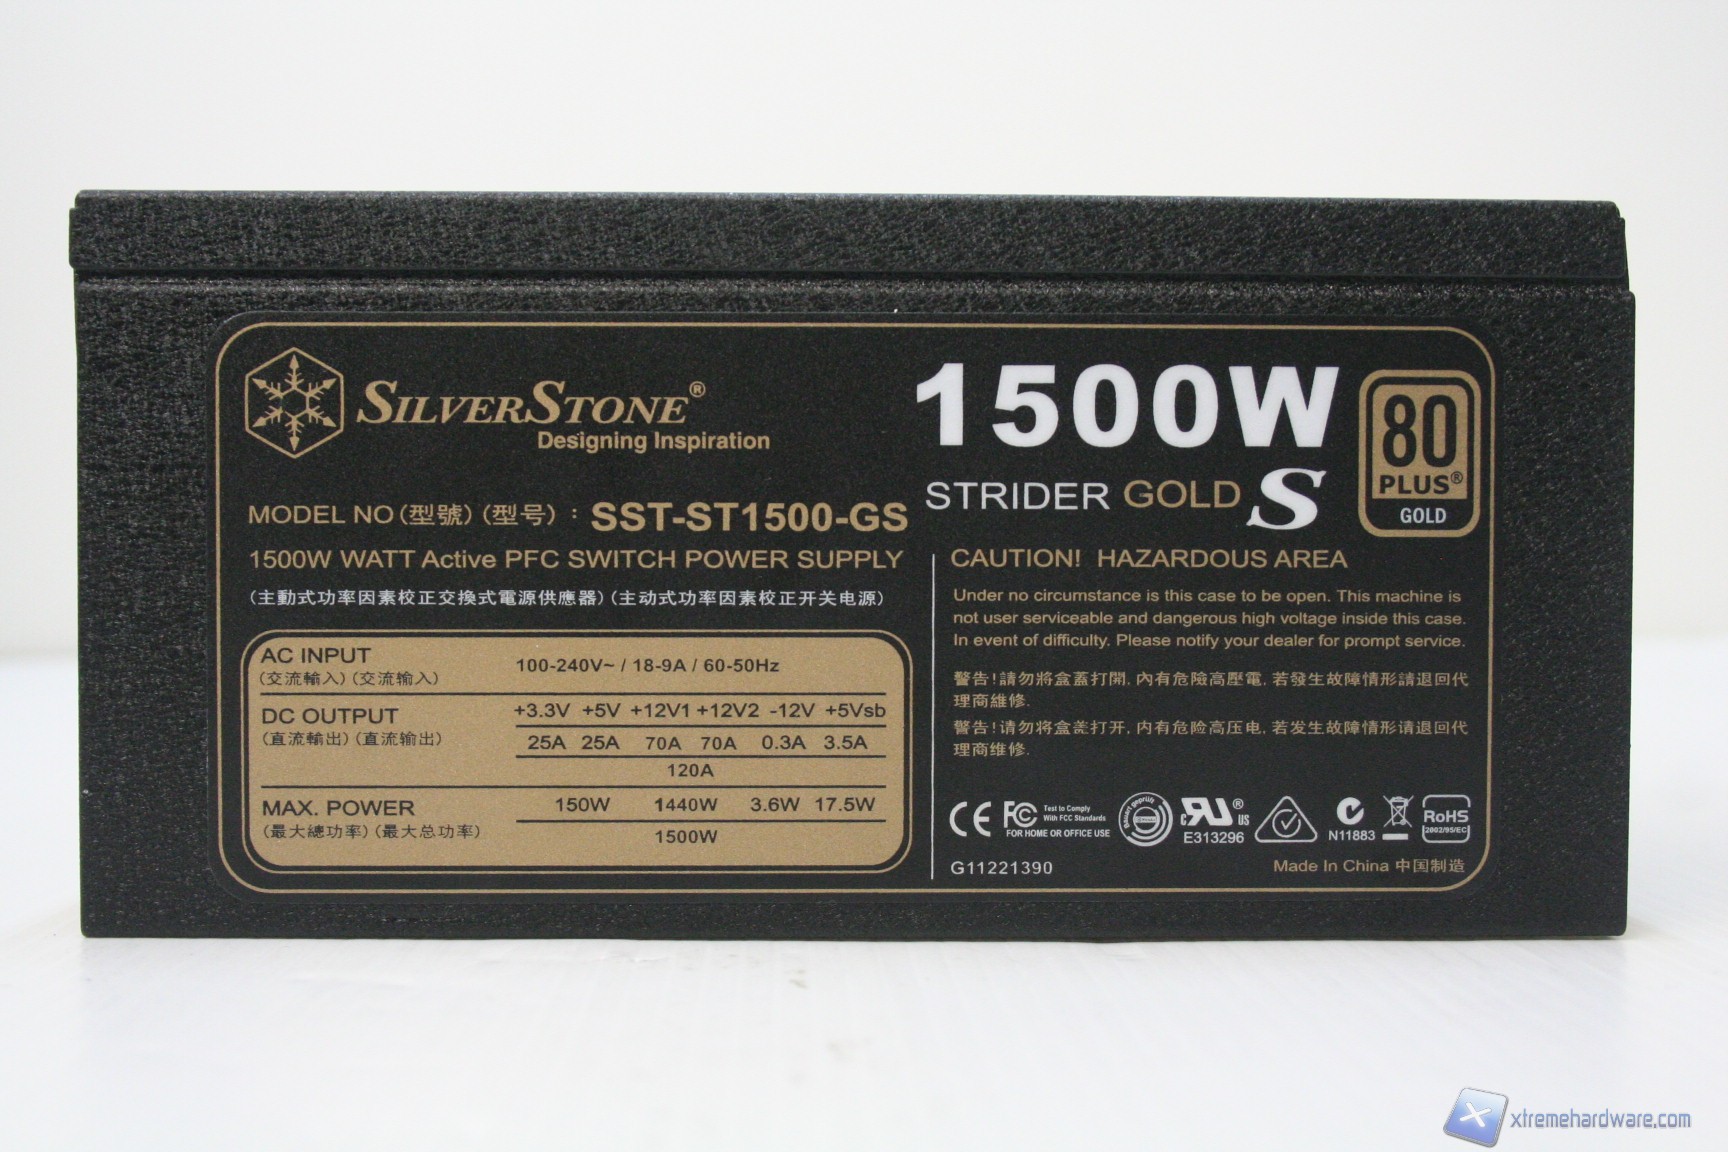 SILVERSTONE®
Designing Inspiration
1500W
STRIDER GOLD S
80
PLUS®
GOLD
MODEL NO(型號)(型号)：SST-ST1500-GS
1500W WATT Active PFC SWITCH POWER SUPPLY
(主動式功率因素校正交換式電源供應器)(主动式功率因素校正开关电源)
AC INPUT
(交流輸入)(交流输入)
100-240V~ / 18-9A / 60-50Hz
DC OUTPUT
(直流輸出)(直流输出)
+3.3V +5V +12V1 +12V2 -12V +5Vsb
25A 25A 70A 70A 0.3A 3.5A
120A
MAX. POWER
(最大總功率)(最大总功率)
150W 1440W 3.6W 17.5W
1500W
CAUTION! HAZARDOUS AREA
Under no circumstance is this case to be open. This machine is
not user serviceable and dangerous high voltage inside this case.
In event of difficulty. Please notify your dealer for prompt service.
警告!請勿將盒蓋打開,內有危險高壓電,若發生故障情形請退回代
理商維修.
警告!请勿将盒盖打开,内有危险高压电,若发生故障情形请退回代
理商维修.
CE FC Test to Comply
With FCC Standards
FOR HOME OR OFFICE USE
Bauart geprüft
c RU ® US
E313296
N11883
RoHS
2002/95/EC
G11221390
Made In China 中国制造
xtremehardware.com